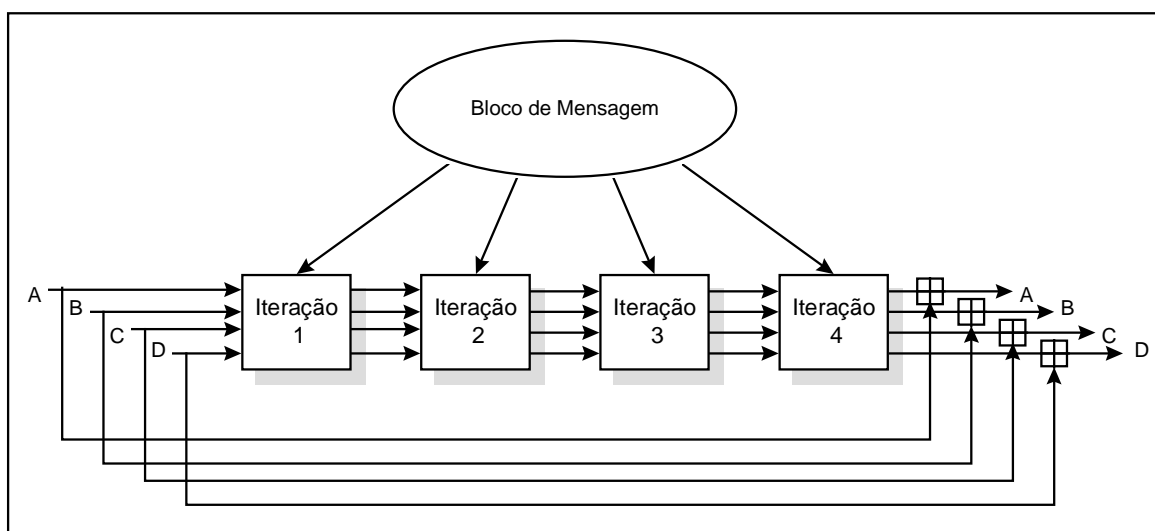 Bloco de Mensagem
A
B
C
D
Iteração
1
Iteração
2
Iteração
3
Iteração
4
A
B
C
D